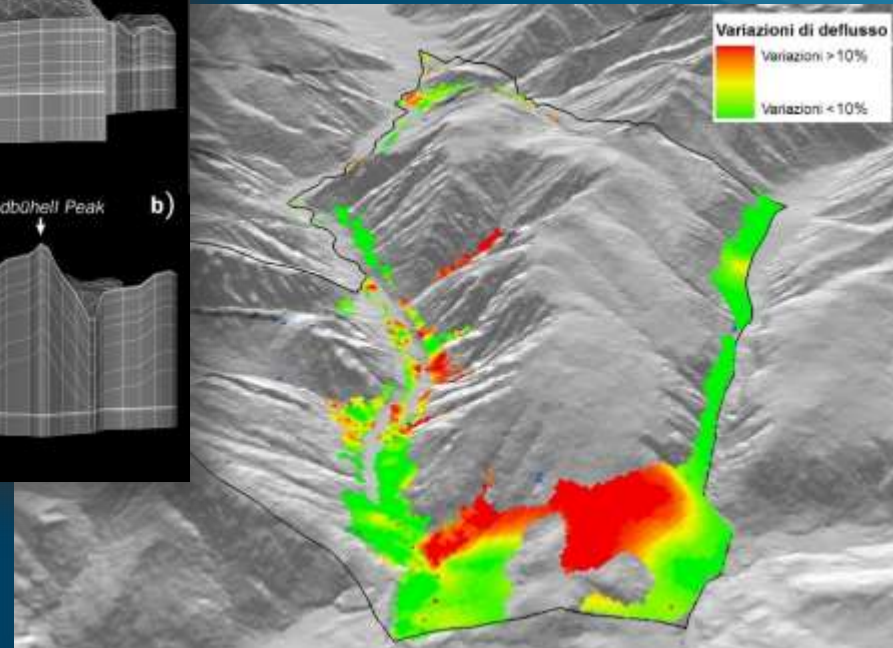 Peak
b)
Variazioni di deflusso
Variazioni > 10%
Variazioni < 10%